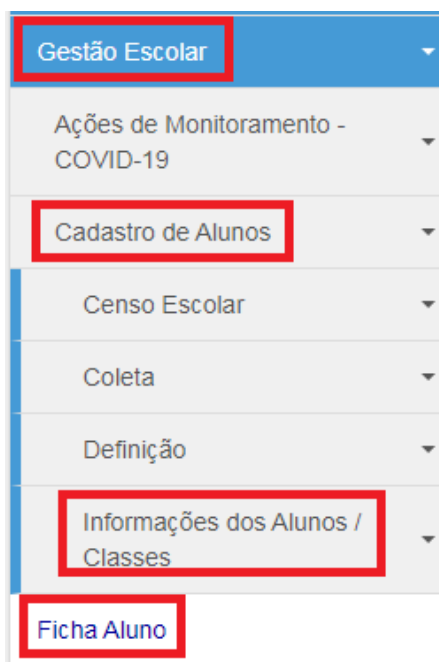 Gestão Escolar
Ações de Monitoramento -
COVID-19
Cadastro de Alunos
Censo Escolar
Coleta
Definição
Informações dos Alunos /
Classes
Ficha Aluno